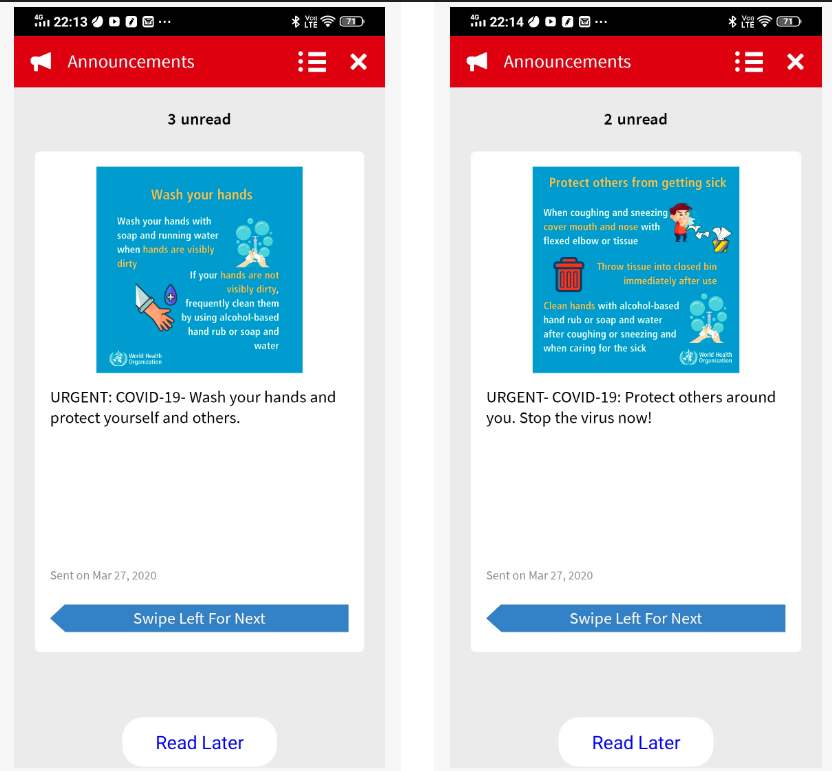 4G 22:13
Vo)) LTE 71
Announcements
3 unread
Wash your hands
Wash your hands with
soap and running water
when hands are visibly
dirty
If your hands are not
visibly dirty,
frequently clean them
by using alcohol-based
hand rub or soap and
water
World Health
Organization
URGENT: COVID-19- Wash your hands and
protect yourself and others.
Sent on Mar 27, 2020
Swipe Left For Next
Read Later
4G 22:14
Vo)) LTE 71
Announcements
2 unread
Protect others from getting sick
When coughing and sneezing
cover mouth and nose with
flexed elbow or tissue
Throw tissue into closed bin
immediately after use
Clean hands with alcohol-based
hand rub or soap and water
after coughing or sneezing and
when caring for the sick
World Health
Organization
URGENT- COVID-19: Protect others around
you. Stop the virus now!
Sent on Mar 27, 2020
Swipe Left For Next
Read Later